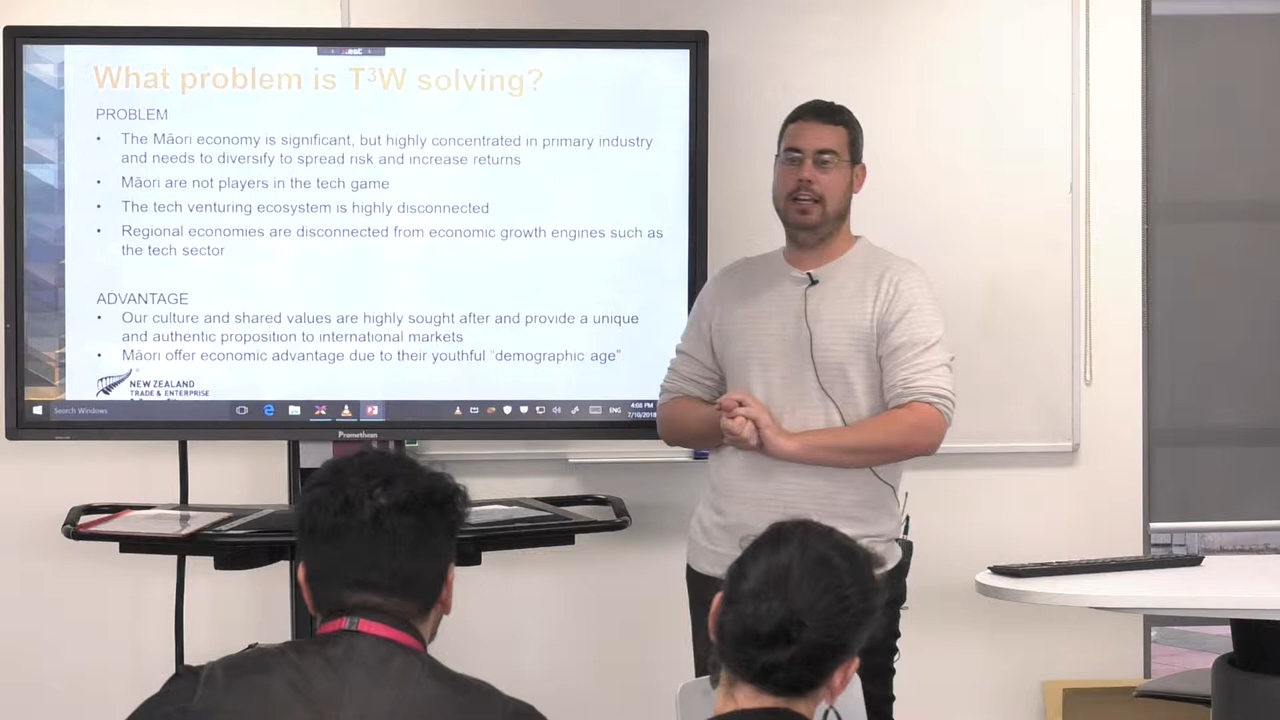 What problem is T³W solving?
PROBLEM
• The Māori economy is significant, but highly concentrated in primary industry
and needs to diversify to spread risk and increase returns
• Māori are not players in the tech game
• The tech venturing ecosystem is highly disconnected
• Regional economies are disconnected from economic growth engines such as
the tech sector
ADVANTAGE
• Our culture and shared values are highly sought after and provide a unique
and authentic proposition to international markets
• Māori offer economic advantage due to their youthful “demographic age”
NEW ZEALAND
TRADE & ENTERPRISE
Search Windows
ENG
4:08 PM
7/10/2018
Promethean